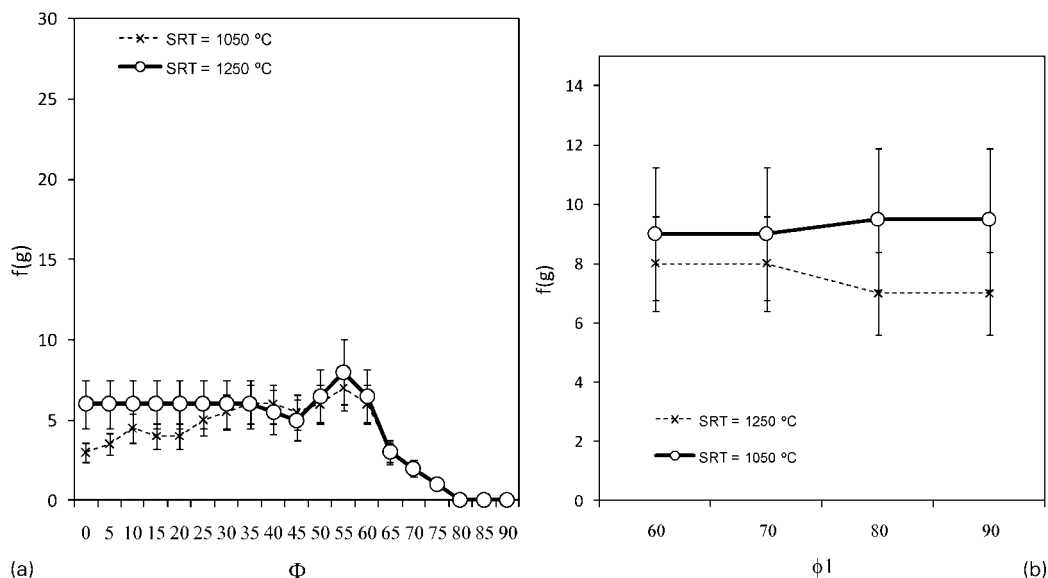 30
25
20
15
10
5
0
f(g)
SRT = 1050 ºC
SRT = 1250 ºC
0 5 10 15 20 25 30 35 40 45 50 55 60 65 70 75 80 85 90
(a)
Φ
14
12
10
8
6
4
2
0
f(g)
SRT = 1250 ºC
SRT = 1050 ºC
60 70 80 90
ϕ1
(b)